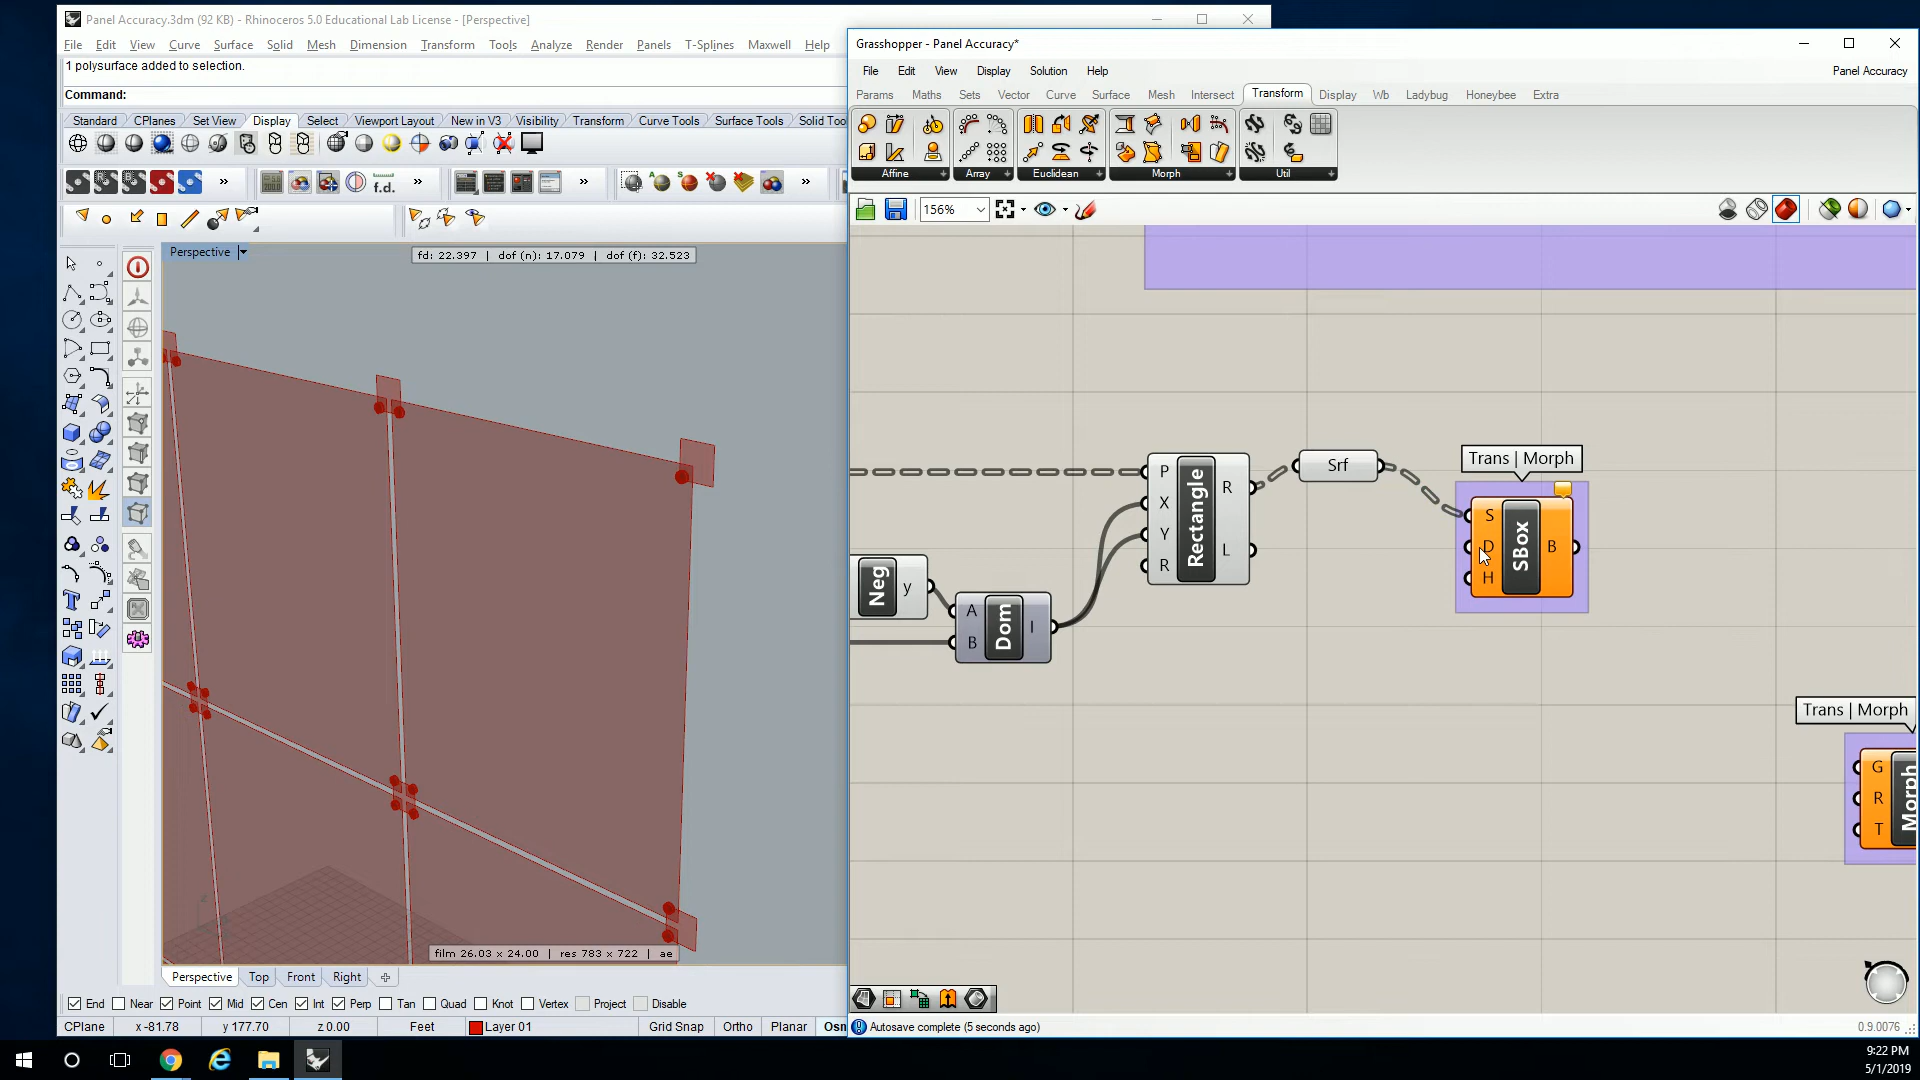 Panel Accuracy.3dm (92 KB) - Rhinoceros 5.0 Educational Lab License - [Perspective]
File Edit View Curve Surface Solid Mesh Dimension Transform Tools Analyze Render Panels T-Splines Maxwell Help
1 polysurface added to selection.
Command:
Standard CPlanes Set View Display Select Viewport Layout New in V3 Visibility Transform Curve Tools Surface Tools Solid Too
f.d.
Perspective
fd: 22.397 | dof (n): 17.079 | dof (f): 32.523
film 26.03 x 24.00 | res 783 x 722 | ae
Perspective Top Front Right
End Near Point Mid Cen Int Perp Tan Quad Knot Vertex Project Disable
CPlane x -81.78 y 177.70 z 0.00 Feet Layer 01 Grid Snap Ortho Planar Osn
Grasshopper - Panel Accuracy*
File Edit View Display Solution Help
Panel Accuracy
Params Maths Sets Vector Curve Surface Mesh Intersect Transform Display Wb Ladybug Honeybee Extra
Affine Array Euclidean Morph Util
156%
Neg y
A B Dom I
P X Y R Rectangle R L
Srf
Trans | Morph
S D H SBox B
Trans | Morph
G R T Morph
Autosave complete (5 seconds ago)
0.9.0076
9:22 PM
5/1/2019